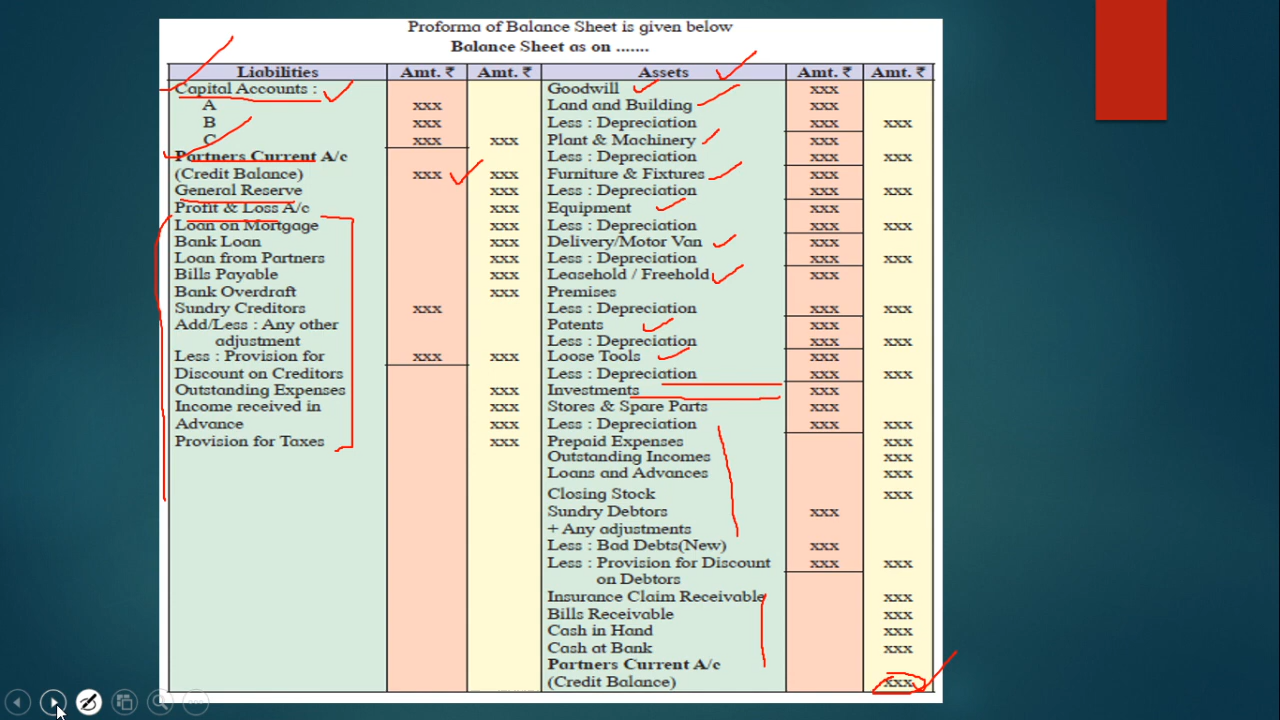 Proforma of Balance Sheet is given below
Balance Sheet as on .......
Liabilities Amt. ₹ Amt. ₹ Assets Amt. ₹ Amt. ₹
Capital Accounts : Goodwill xxx
A xxx Land and Building xxx
B xxx Less : Depreciation xxx xxx
C xxx xxx Plant & Machinery xxx
Partners Current A/c Less : Depreciation xxx xxx
(Credit Balance) xxx xxx Furniture & Fixtures xxx
General Reserve xxx Less : Depreciation xxx xxx
Profit & Loss A/c xxx Equipment xxx
Loan on Mortgage xxx Less : Depreciation xxx xxx
Bank Loan xxx Delivery/Motor Van xxx
Loan from Partners xxx Less : Depreciation xxx xxx
Bills Payable xxx Leasehold / Freehold xxx
Bank Overdraft xxx Premises
Sundry Creditors xxx Less : Depreciation xxx xxx
Add/Less : Any other Patents xxx
adjustment Less : Depreciation xxx xxx
Less : Provision for xxx xxx Loose Tools xxx
Discount on Creditors Less : Depreciation xxx xxx
Outstanding Expenses xxx Investments xxx
Income received in xxx Stores & Spare Parts xxx
Advance xxx Less : Depreciation xxx xxx
Provision for Taxes xxx Prepaid Expenses xxx
Outstanding Incomes xxx
Loans and Advances xxx
Closing Stock xxx
Sundry Debtors xxx
+ Any adjustments
Less : Bad Debts(New) xxx
Less : Provision for Discount xxx xxx
on Debtors
Insurance Claim Receivable xxx
Bills Receivable xxx
Cash in Hand xxx
Cash at Bank xxx
Partners Current A/c
(Credit Balance) xxx